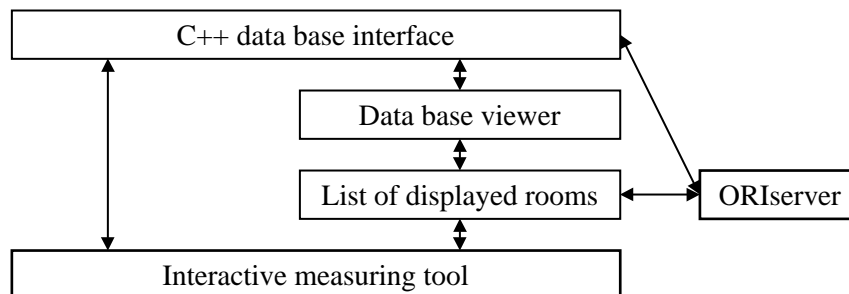 C++ data base interface
Data base viewer
List of displayed rooms
ORIserver
Interactive measuring tool